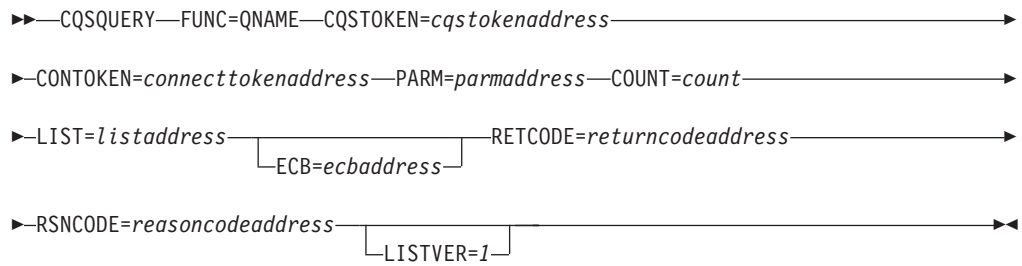 CQSQUERY FUNC=QNAME CQSTOKEN=cqstokenaddress
CONTOKEN=connecttokenaddress PARM=parmaddress COUNT=count
LIST=listaddress RETCODE=returncodeaddress
ECB=ecbaddress
RSNCODE=reasoncodeaddress
LISTVER=1